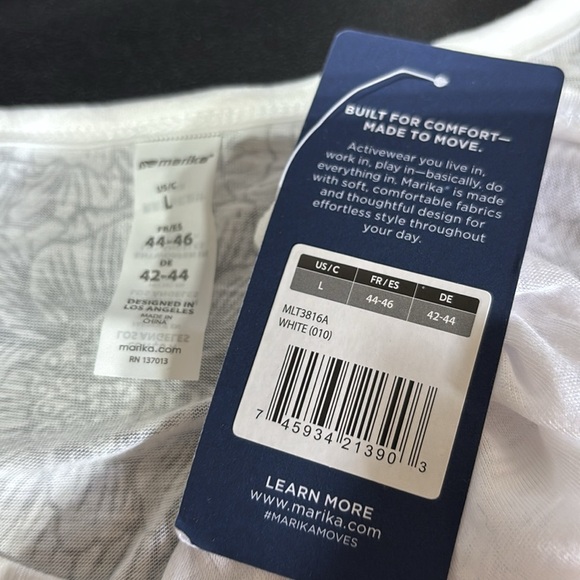 marika®
US/C
L
FR/ES
44-46
DE
42-44
DESIGNED IN
LOS ANGELES
MADE IN
CHINA
marika.com
RN 137013
BUILT FOR COMFORT—
MADE TO MOVE.
Activewear you live in,
work in, play in—basically, do
everything in. Marika® is made
with soft, comfortable fabrics
and thoughtful design for
effortless style throughout
your day.
US / C FR / ES DE
L 44-46 42-44
MLT3816A
WHITE (010)
7 45934 21390 3
LEARN MORE
www.marika.com
#MARIKAMOVES